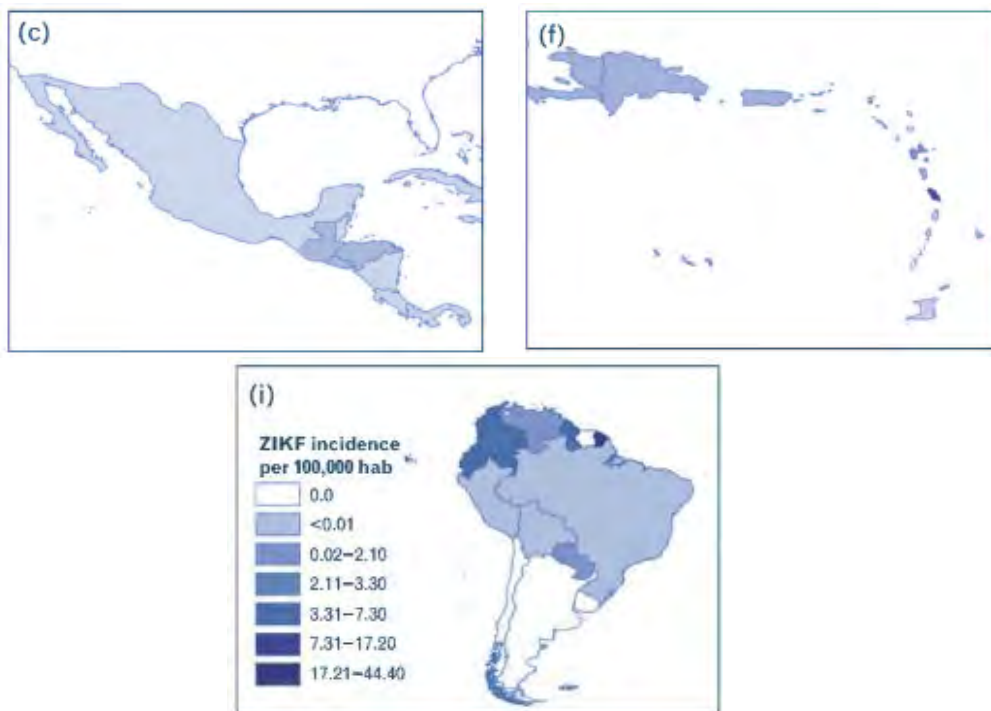 (c)
(f)
(i)
ZIKF incidence
per 100,000 hab
0.0
<0.01
0.02–2.10
2.11–3.30
3.31–7.30
7.31–17.20
17.21–44.40